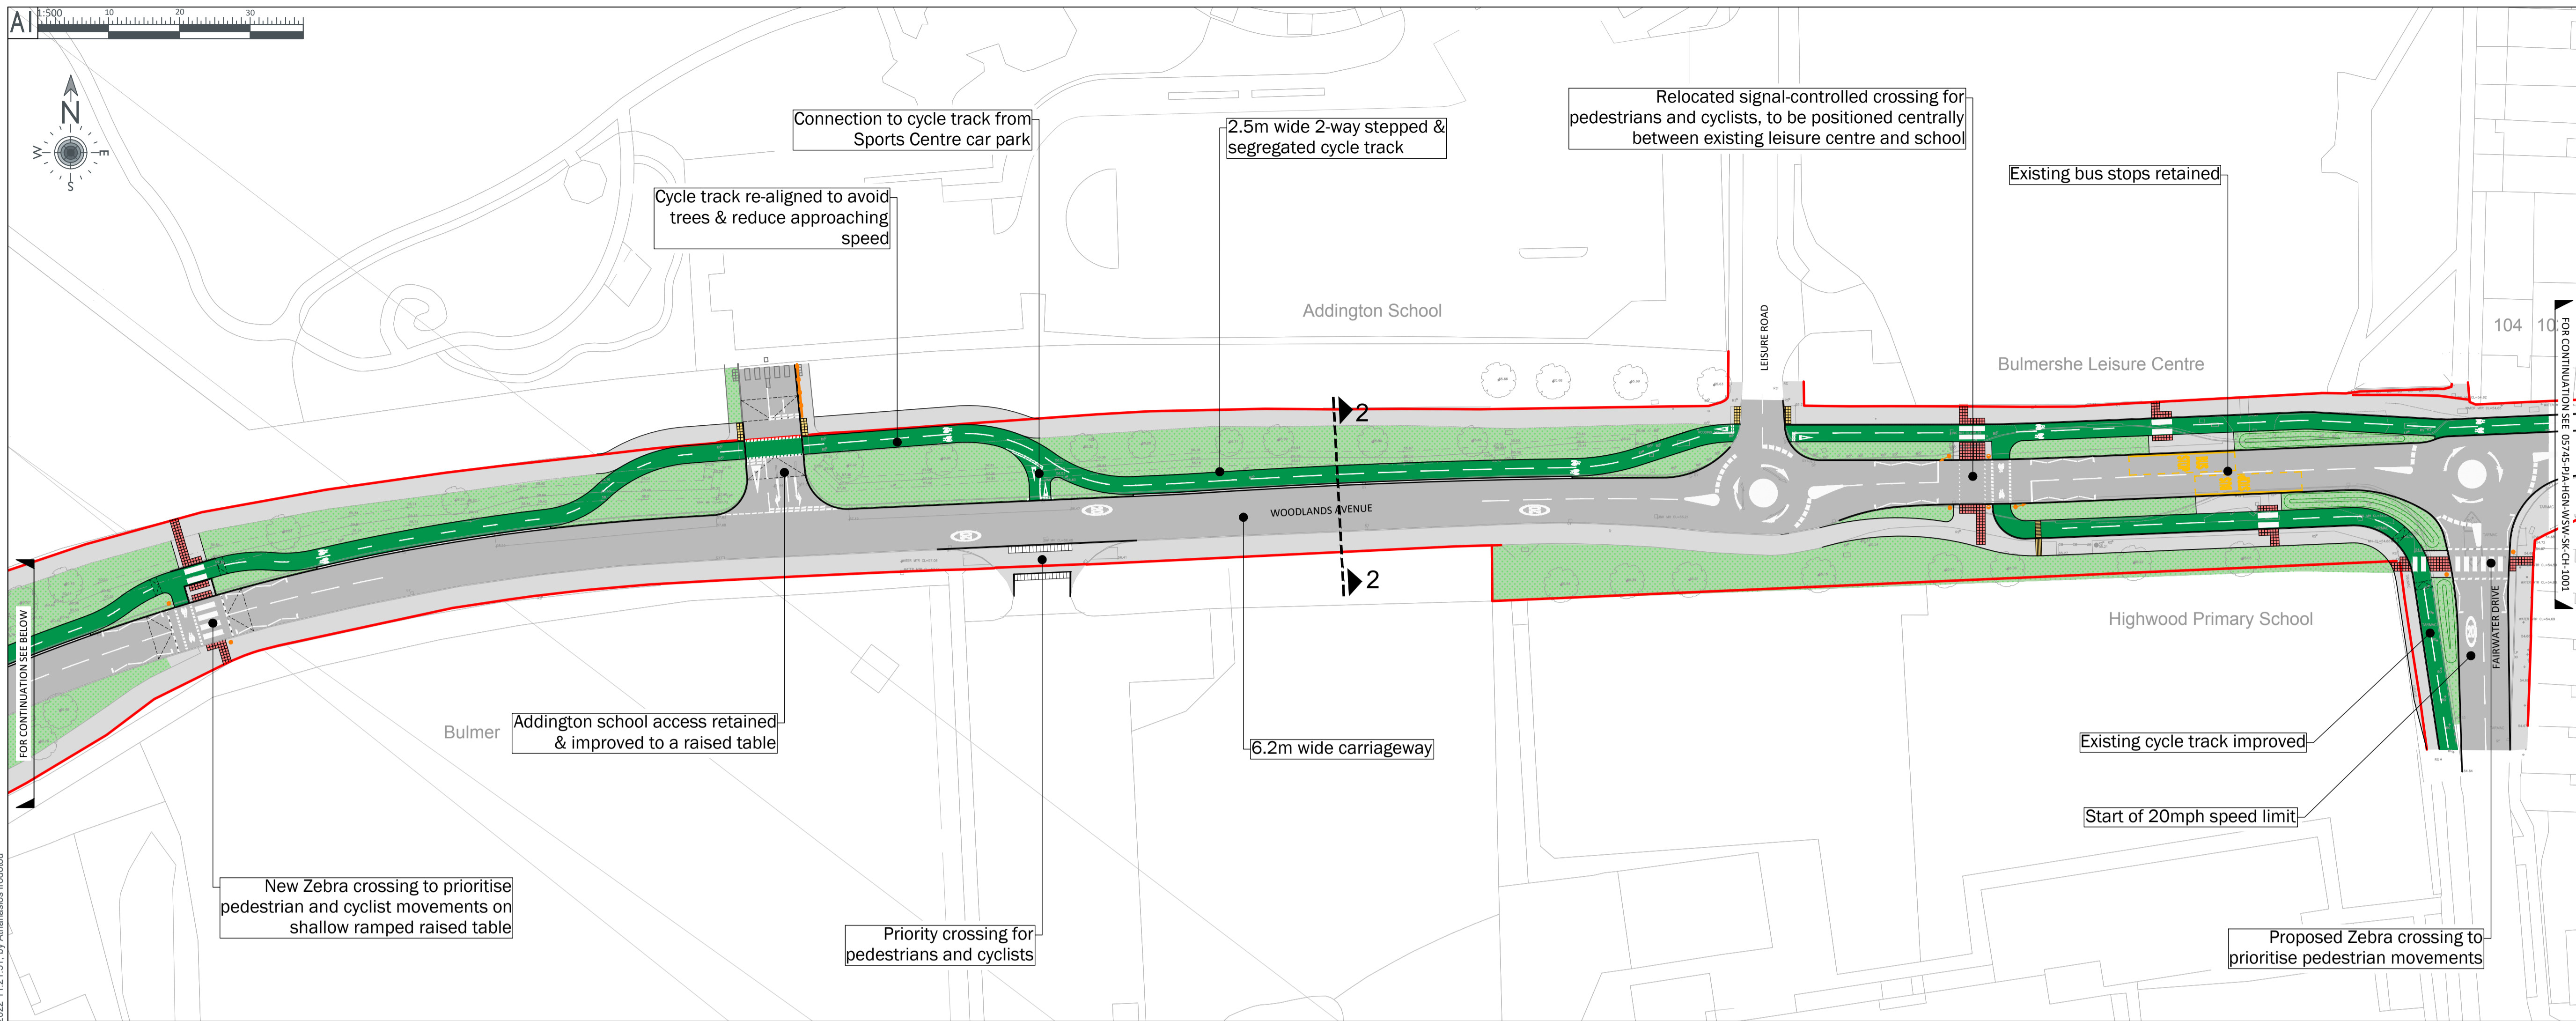 A1
1:500
10
20
30
N
W
E
S
Connection to cycle track from
Sports Centre car park
2.5m wide 2-way stepped &
segregated cycle track
Relocated signal-controlled crossing for
pedestrians and cyclists, to be positioned centrally
between existing leisure centre and school
Existing bus stops retained
Cycle track re-aligned to avoid
trees & reduce approaching
speed
Addington School
LEISURE ROAD
Bulmershe Leisure Centre
104
FOR CONTINUATION SEE 05745-PJA-HGN-WSW-SK-CH-1001
2
WOODLANDS AVENUE
2
FOR CONTINUATION SEE BELOW
Highwood Primary School
FAIRWATER DRIVE
Bulmer
Addington school access retained
& improved to a raised table
6.2m wide carriageway
Existing cycle track improved
Start of 20mph speed limit
New Zebra crossing to prioritise
pedestrian and cyclist movements on
shallow ramped raised table
Priority crossing for
pedestrians and cyclists
Proposed Zebra crossing to
prioritise pedestrian movements